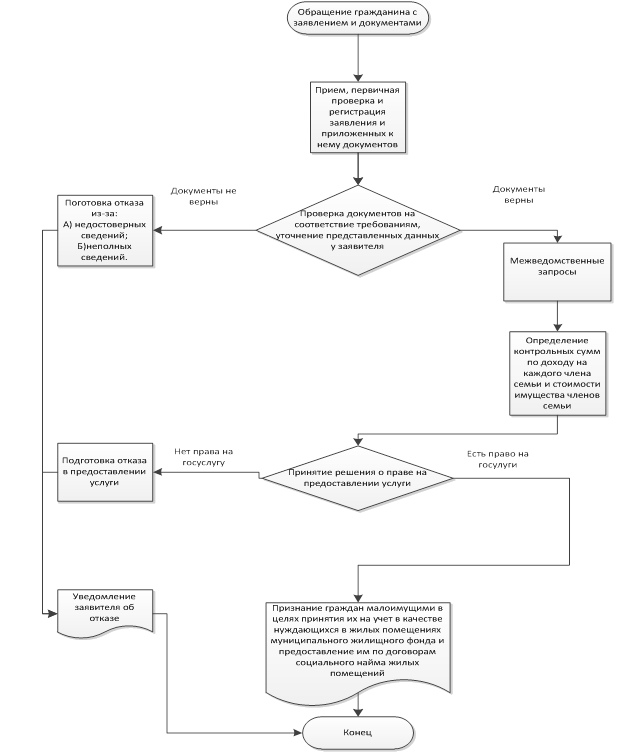 Обращение гражданина с
заявлением и документами
Прием, первичная
проверка и
регистрация
заявления и
приложенных к
нему документов
Документы не
верны
Документы
верны
Поготовка отказа
из-за:
А) недостоверных
сведений;
Б)неполных
сведений.
Проверка документов на
соответствие требованиям,
уточнение представленных данных
у заявителя
Межведомственные
запросы
Определение
контрольных сумм
по доходу на
каждого члена
семьи и стоимости
имущества членов
семьи
Нет права на
госуслугу
Есть право на
госулуги
Подготовка отказа
в предоставлении
услуги
Принятие решения о праве на
предоставлении услуги
Уведомление
заявителя об
отказе
Признание граждан малоимущими в
целях принятия их на учет в качестве
нуждающихся в жилых помещениях
муниципального жилищного фонда и
предоставление им по договорам
социального найма жилых
помещений
Конец